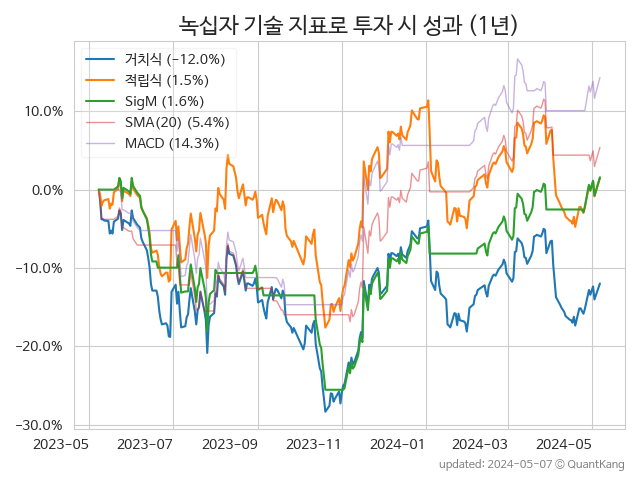 녹십자 기술 지표로 투자 시 성과 (1년)
거치식 (−12.0%)
적립식 (1.5%)
SigM (1.6%)
SMA(20) (5.4%)
MACD (14.3%)
10.0%
0.0%
−10.0%
−20.0%
−30.0%
2023-05 2023-07 2023-09 2023-11 2024-01 2024-03 2024-05
updated: 2024-05-07 © QuantKang